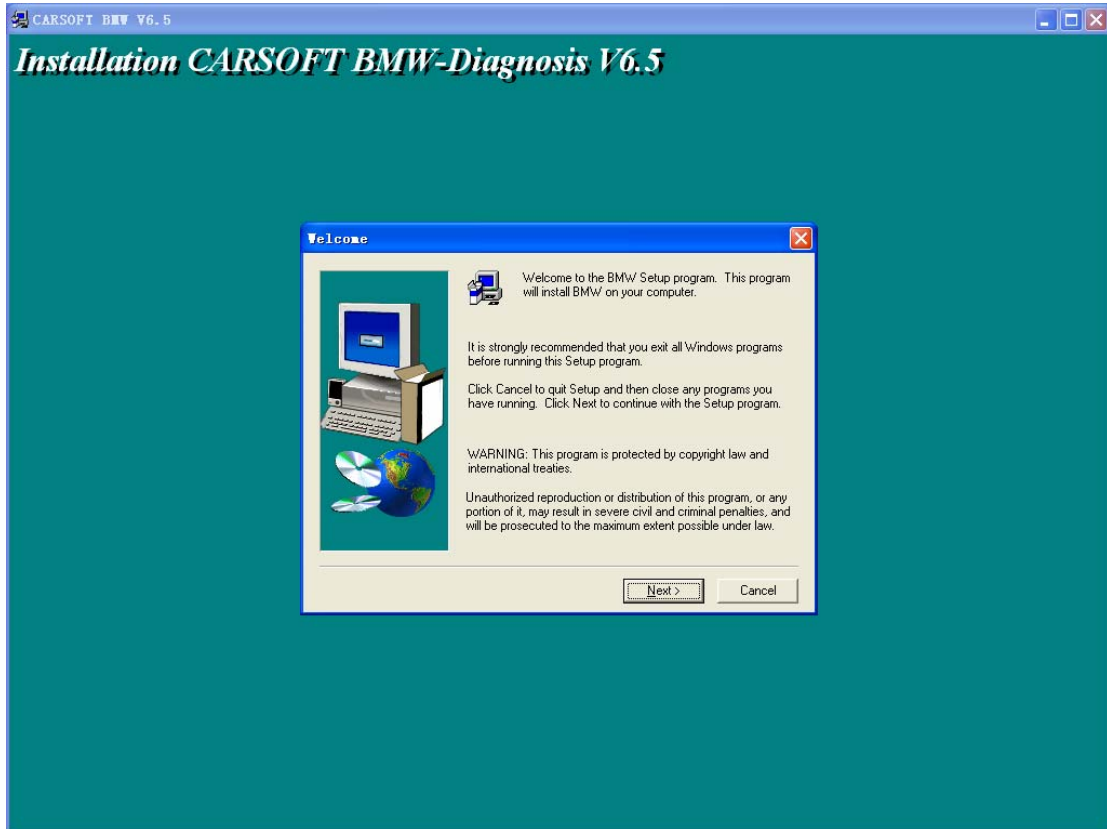 CARSOFT BMW V6.5
Installation CARSOFT BMW-Diagnosis V6.5
Welcome
Welcome to the BMW Setup program. This program
will install BMW on your computer.
It is strongly recommended that you exit all Windows programs
before running this Setup program.
Click Cancel to quit Setup and then close any programs you
have running. Click Next to continue with the Setup program.
WARNING: This program is protected by copyright law and
international treaties.
Unauthorized reproduction or distribution of this program, or any
portion of it, may result in severe civil and criminal penalties, and
will be prosecuted to the maximum extent possible under law.
Next >
Cancel